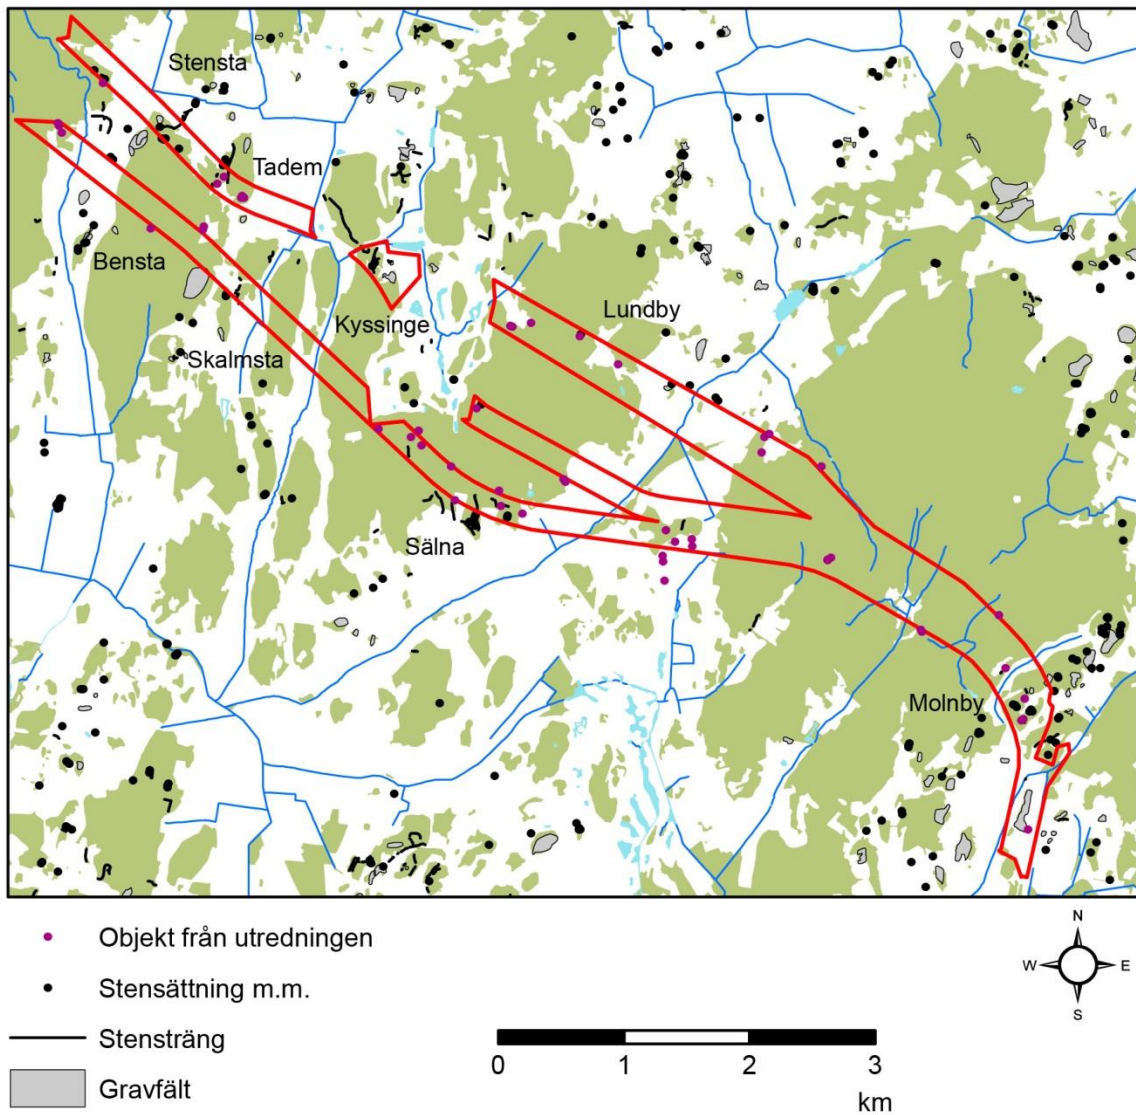 Stensta
Tadem
Bensta
Kyssinge
Lundby
Skalmsta
Sälna
Molnby
Objekt från utredningen
Stensättning m.m.
Stensträng
Gravfält
N
W E
S
0 1 2 3
km